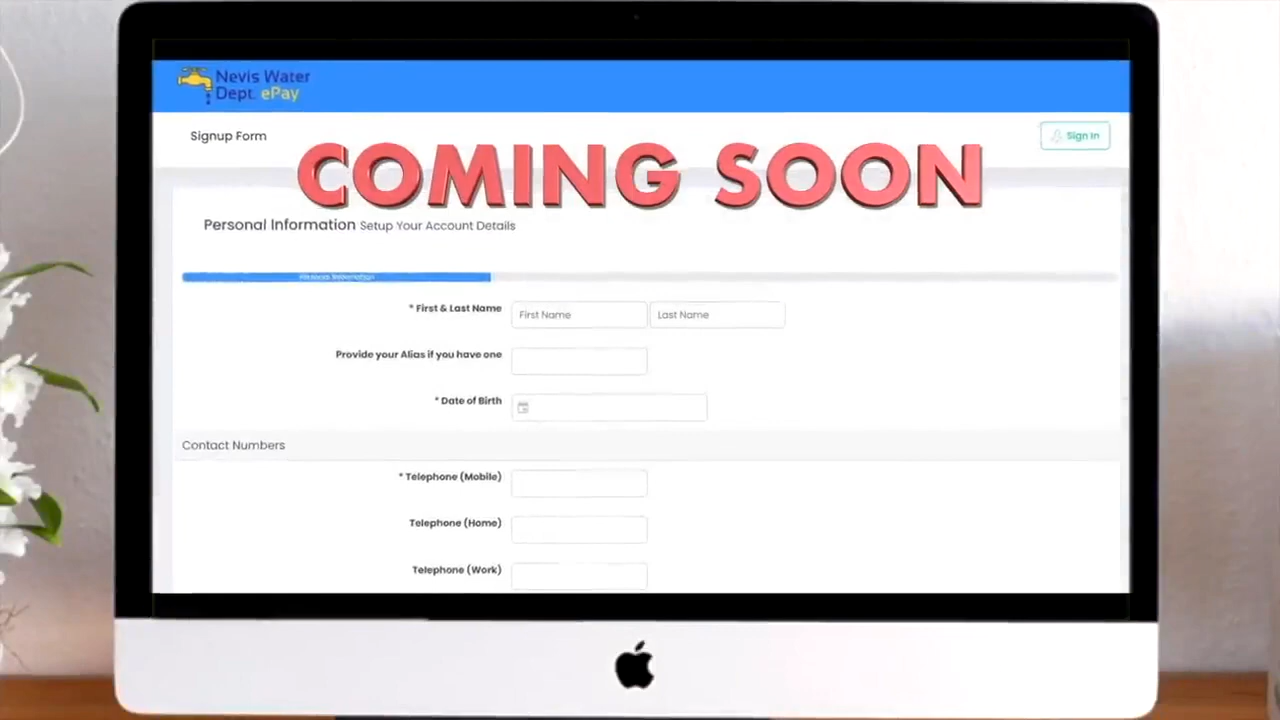 Nevis Water
Dept. ePay
Signup Form
Sign In
COMING SOON
Personal Information Setup Your Account Details
Personal Information
* First & Last Name
First Name
Last Name
Provide your Alias if you have one
* Date of Birth
Contact Numbers
* Telephone (Mobile)
Telephone (Home)
Telephone (Work)